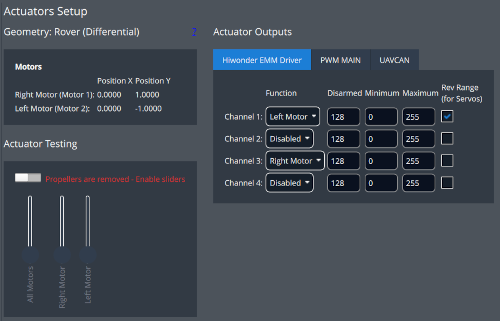 Actuators Setup
Geometry: Rover (Differential) ?
Motors
Position X Position Y
Right Motor (Motor 1): 0.0000 1.0000
Left Motor (Motor 2): 0.0000 -1.0000
Actuator Testing
Propellers are removed - Enable sliders
All Motors
Right Motor
Left Motor
Actuator Outputs
Hiwonder EMM Driver PWM MAIN UAVCAN
Function Disarmed Minimum Maximum Rev Range
(for Servos)
Channel 1: Left Motor 128 0 255
Channel 2: Disabled 128 0 255
Channel 3: Right Motor 128 0 255
Channel 4: Disabled 128 0 255